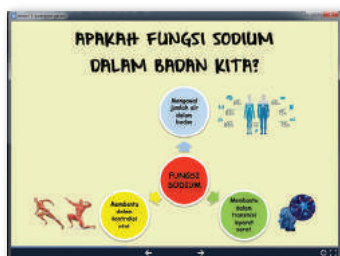 APAKAH FUNGSI SODIUM
DALAM BADAN KITA?
Mengawal
jumlah air
dalam
badan
FUNGSI
SODIUM
Membantu
dalam
kontraksi
otot
Membantu
dalam
transmisi
isyarat
saraf